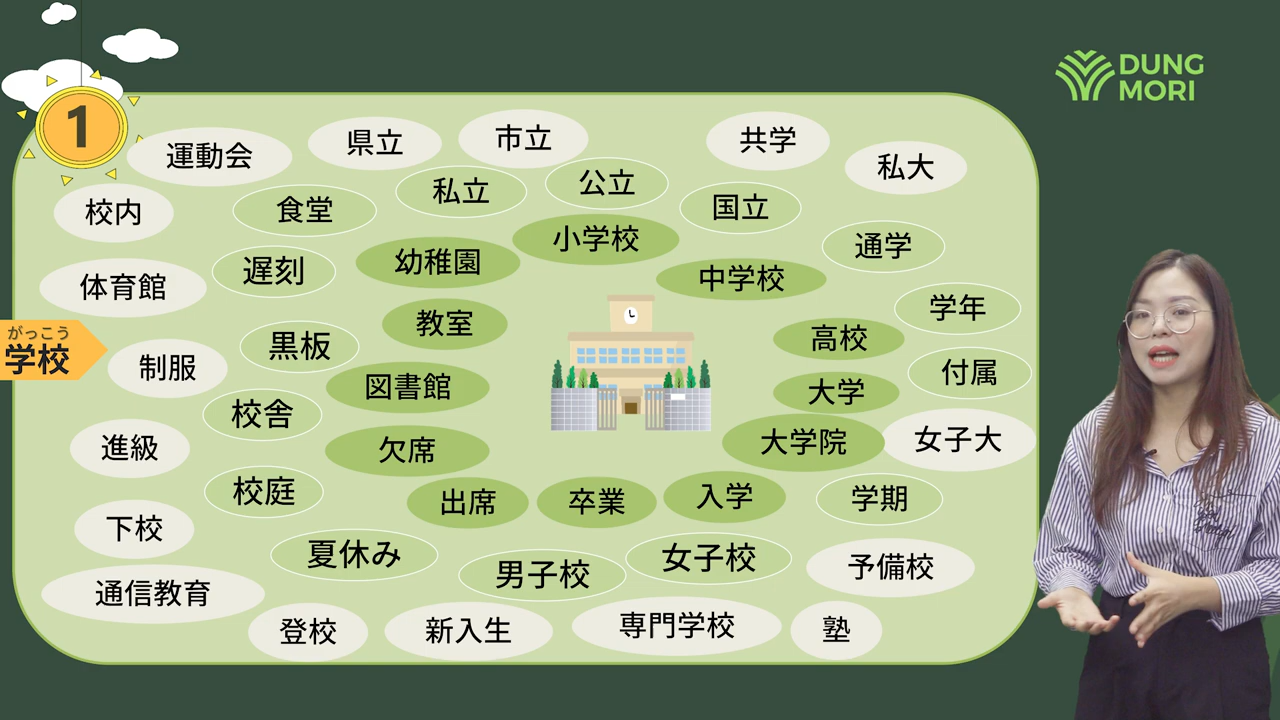 1
DUNG
MORI
運動会
県立
市立
共学
私大
校内
食堂
私立
公立
国立
通学
小学校
幼稚園
遅刻
中学校
体育館
学年
教室
がっこう
学校
黒板
高校
制服
図書館
付属
大学
校舎
欠席
大学院
女子大
進級
校庭
出席
卒業
入学
学期
下校
夏休み
男子校
女子校
予備校
通信教育
登校
新入生
専門学校
塾